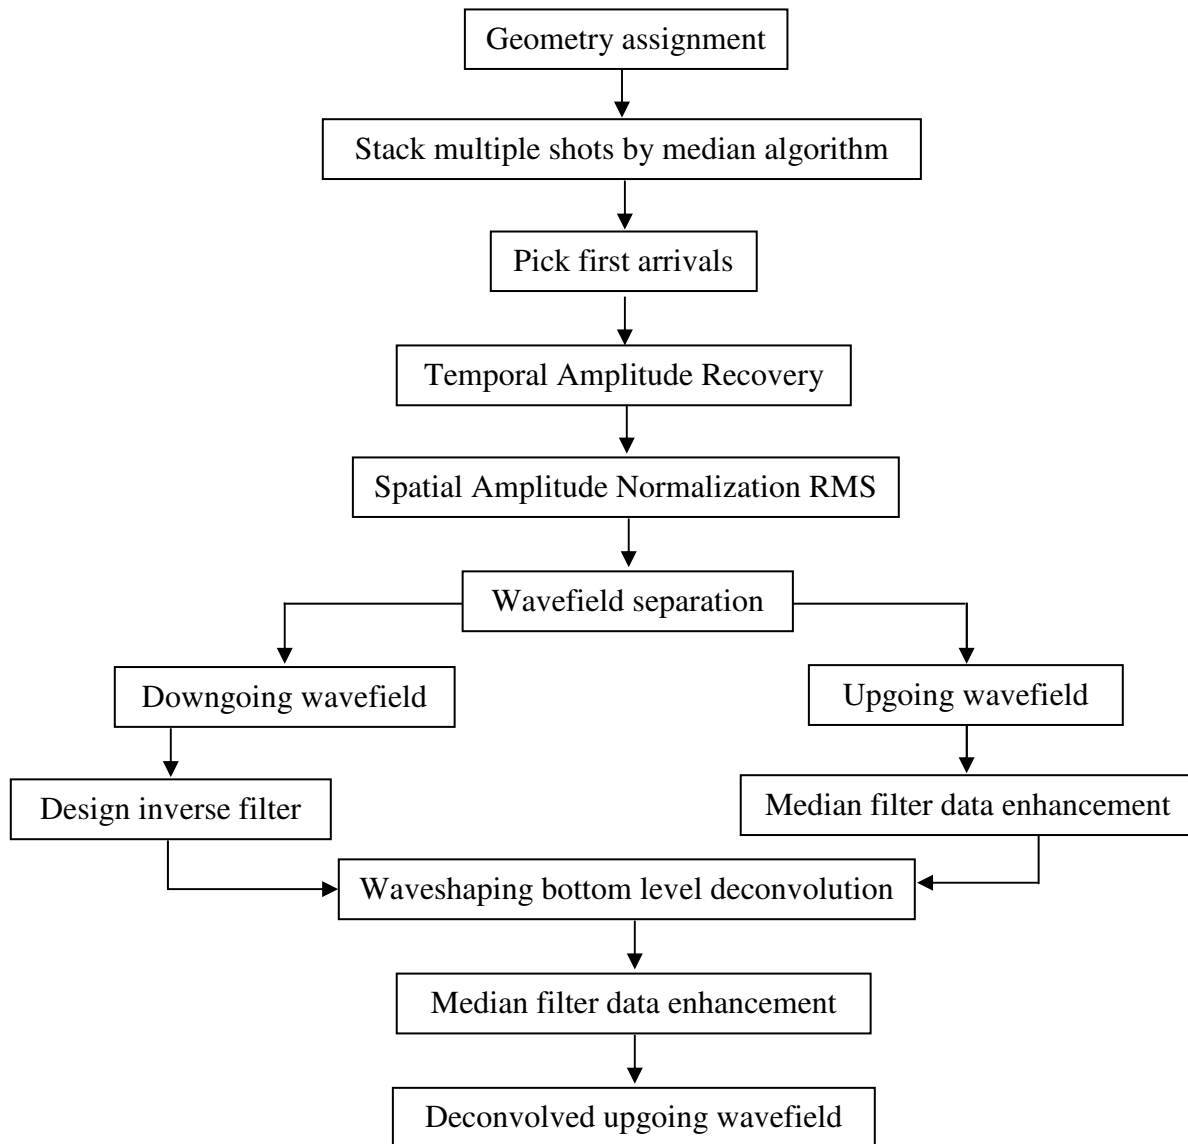 Geometry assignment
Stack multiple shots by median algorithm
Pick first arrivals
Temporal Amplitude Recovery
Spatial Amplitude Normalization RMS
Wavefield separation
Downgoing wavefield
Upgoing wavefield
Design inverse filter
Median filter data enhancement
Waveshaping bottom level deconvolution
Median filter data enhancement
Deconvolved upgoing wavefield